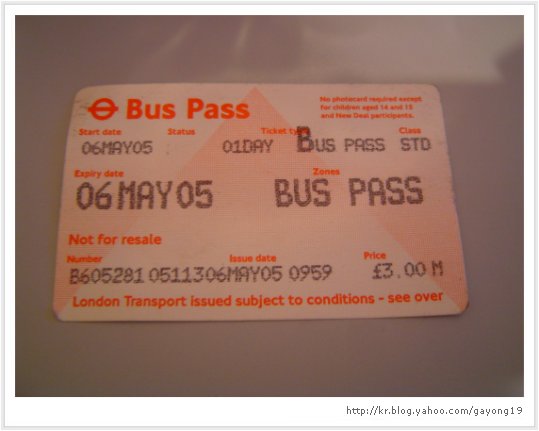 Bus Pass
No photocard required except
for children aged 14 and 15
and New Deal participants.
Start date Status Ticket type Class
06MAY05 01DAY BUS PASS STD
Expiry date Zones
06MAY05 BUS PASS
Not for resale
Number Issue date Price
B605281 051130 6MAY05 0959 £3.00 M
London Transport issued subject to conditions - see over
http://kr.blog.yahoo.com/gayong19